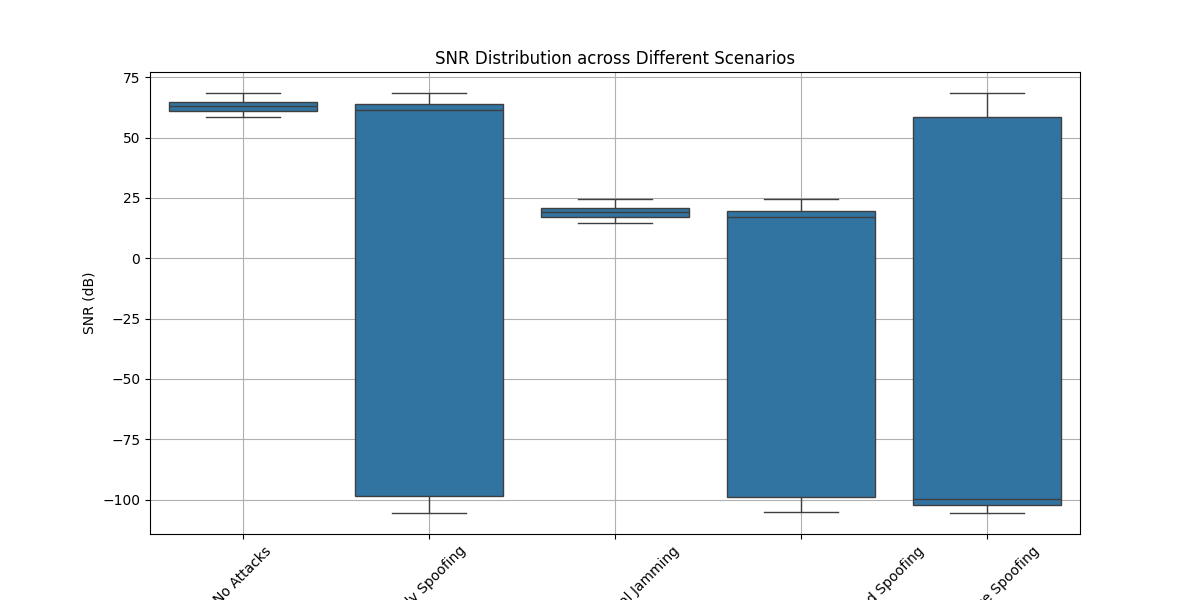 SNR Distribution across Different Scenarios
75
50
25
0
−25
−50
−75
−100
SNR (dB)
No Attacks
Spoofing
Jamming
Spoofing
Spoofing